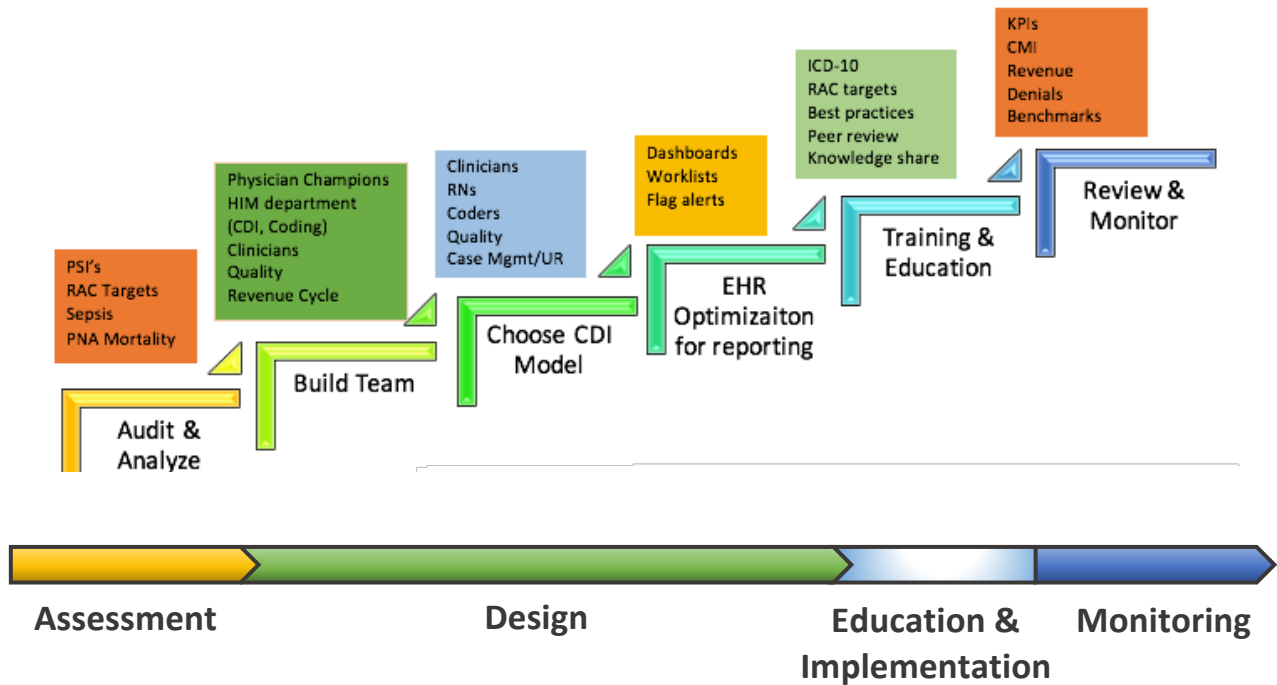 PSI's
RAC Targets
Sepsis
PNA Mortality
Audit &
Analyze
Physician Champions
HIM department
(CDI, Coding)
Clinicians
Quality
Revenue Cycle
Build Team
Clinicians
RNs
Coders
Quality
Case Mgmt/UR
Choose CDI
Model
Dashboards
Worklists
Flag alerts
EHR
Optimizaiton
for reporting
ICD-10
RAC targets
Best practices
Peer review
Knowledge share
Training &
Education
KPIs
CMI
Revenue
Denials
Benchmarks
Review &
Monitor
Assessment
Design
Education &
Implementation
Monitoring